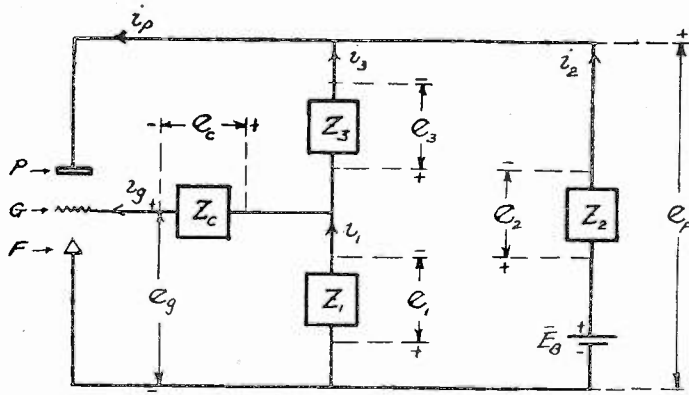 i_p
i_3
i_2
+
- e_c +
Z_3
- e_3 +
P→
G→
F→
i_g
+
Z_c
i_1
- e_2 +
Z_2
e_p
e_g
Z_1
- e_1 +
E_B
+
-
-
-